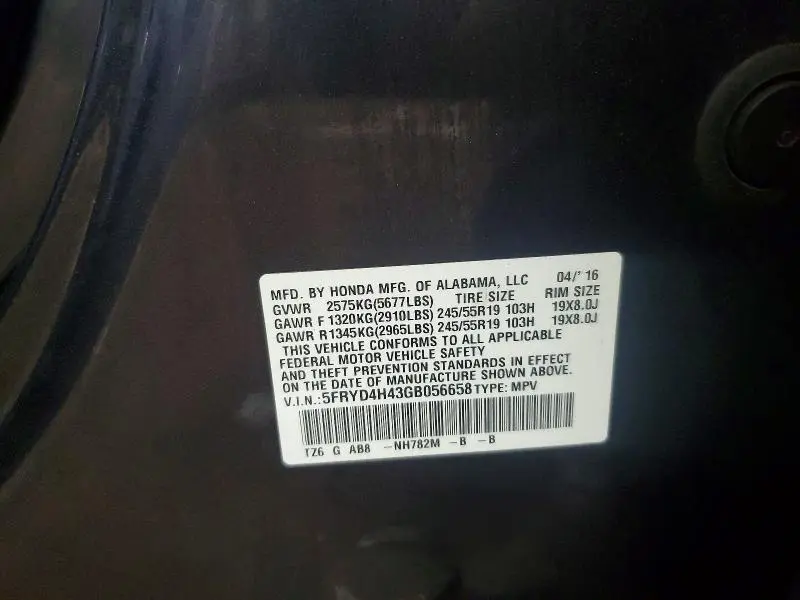 MFD. BY HONDA MFG. OF ALABAMA, LLC 04/'16
GVWR 2575KG(5677LBS) TIRE SIZE RIM SIZE
GAWR F 1320KG(2910LBS) 245/55R19 103H 19X8.0J
GAWR R 1345KG(2965LBS) 245/55R19 103H 19X8.0J
THIS VEHICLE CONFORMS TO ALL APPLICABLE
FEDERAL MOTOR VEHICLE SAFETY
AND THEFT PREVENTION STANDARDS IN EFFECT
ON THE DATE OF MANUFACTURE SHOWN ABOVE.
V.I.N.:5FRYD4H43GB056658 TYPE: MPV
TZ6 G AB8 -NH782M -B -B